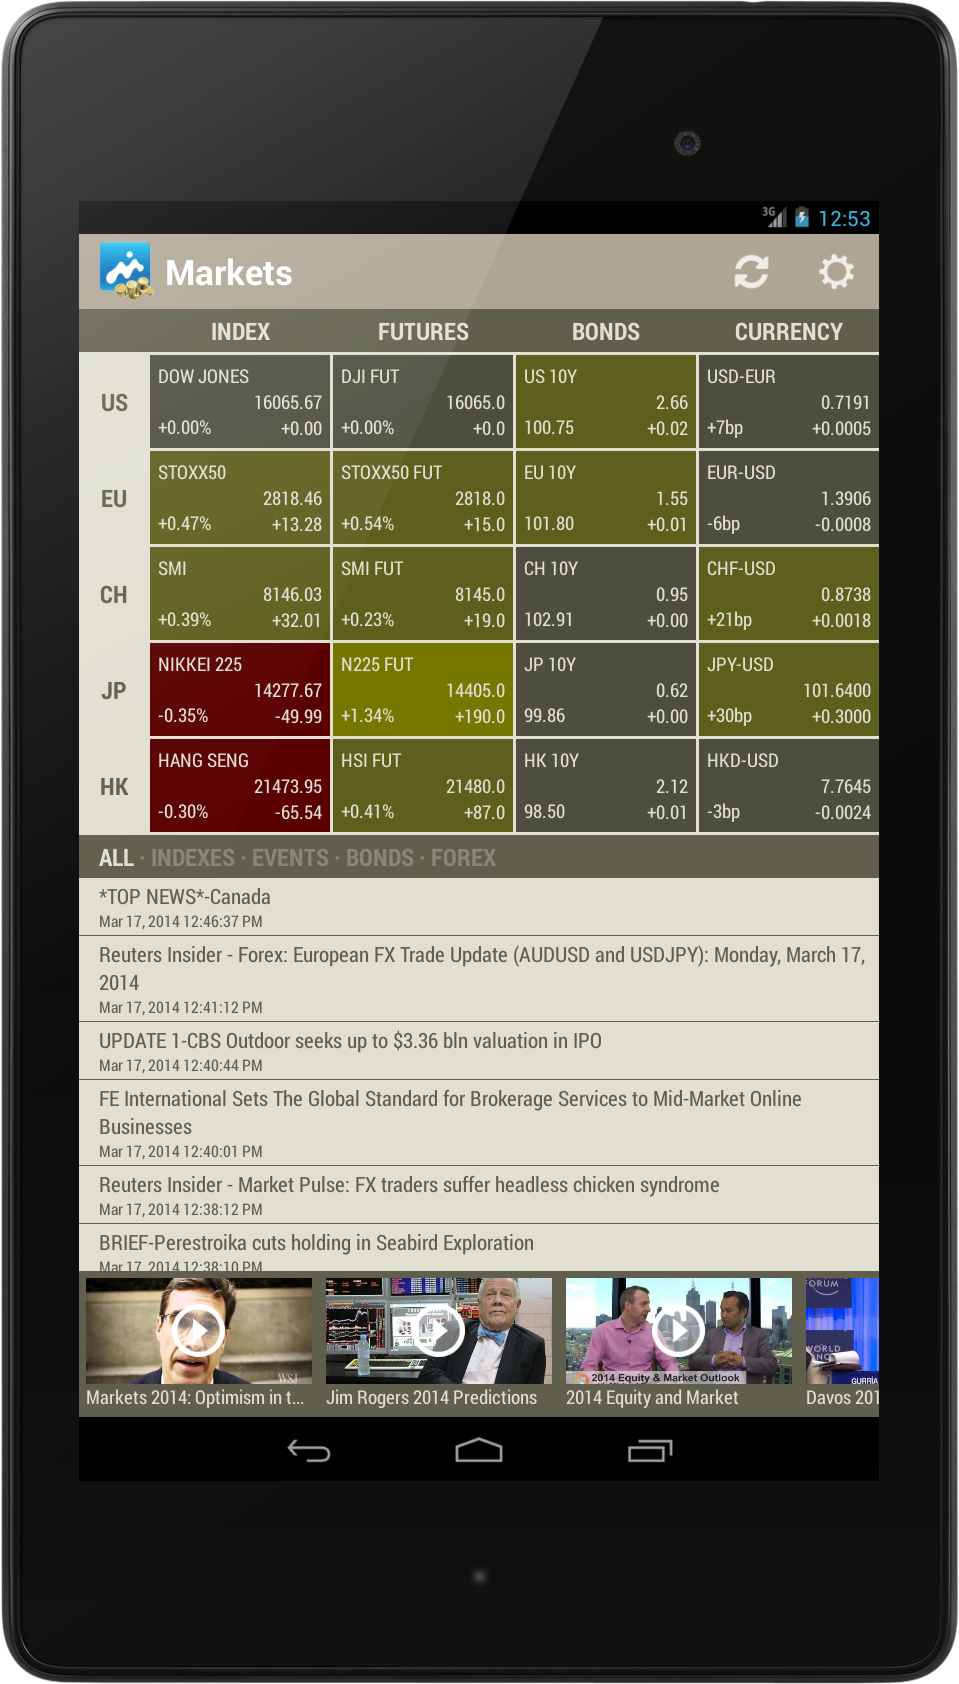 3G 12:53
Markets
INDEX FUTURES BONDS CURRENCY
US
DOW JONES
16065.67
+0.00% +0.00
DJI FUT
16065.0
+0.00% +0.0
US 10Y
2.66
100.75 +0.02
USD-EUR
0.7191
+7bp +0.0005
EU
STOXX50
2818.46
+0.47% +13.28
STOXX50 FUT
2818.0
+0.54% +15.0
EU 10Y
1.55
101.80 +0.01
EUR-USD
1.3906
-6bp -0.0008
CH
SMI
8146.03
+0.39% +32.01
SMI FUT
8145.0
+0.23% +19.0
CH 10Y
0.95
102.91 +0.00
CHF-USD
0.8738
+21bp +0.0018
JP
NIKKEI 225
14277.67
-0.35% -49.99
N225 FUT
14405.0
+1.34% +190.0
JP 10Y
0.62
99.86 +0.00
JPY-USD
101.6400
+30bp +0.3000
HK
HANG SENG
21473.95
-0.30% -65.54
HSI FUT
21480.0
+0.41% +87.0
HK 10Y
2.12
98.50 +0.01
HKD-USD
7.7645
-3bp -0.0024
ALL · INDEXES · EVENTS · BONDS · FOREX
*TOP NEWS*-Canada
Mar 17, 2014 12:46:37 PM
Reuters Insider - Forex: European FX Trade Update (AUDUSD and USDJPY): Monday, March 17,
2014
Mar 17, 2014 12:41:12 PM
UPDATE 1-CBS Outdoor seeks up to $3.36 bln valuation in IPO
Mar 17, 2014 12:40:44 PM
FE International Sets The Global Standard for Brokerage Services to Mid-Market Online
Businesses
Mar 17, 2014 12:40:01 PM
Reuters Insider - Market Pulse: FX traders suffer headless chicken syndrome
Mar 17, 2014 12:38:12 PM
BRIEF-Perestroika cuts holding in Seabird Exploration
Mar 17, 2014 12:38:10 PM
WSJ
Markets 2014: Optimism in t...
Jim Rogers 2014 Predictions
2014 Equity & Market Outlook
2014 Equity and Market
ORUM
WORLD
GURRÍA
Davos 201